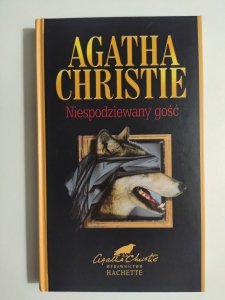 AGATHA
CHRISTIE
Niespodziewany gość
Agatha Christie
WYDAWNICTWO
HACHETTE